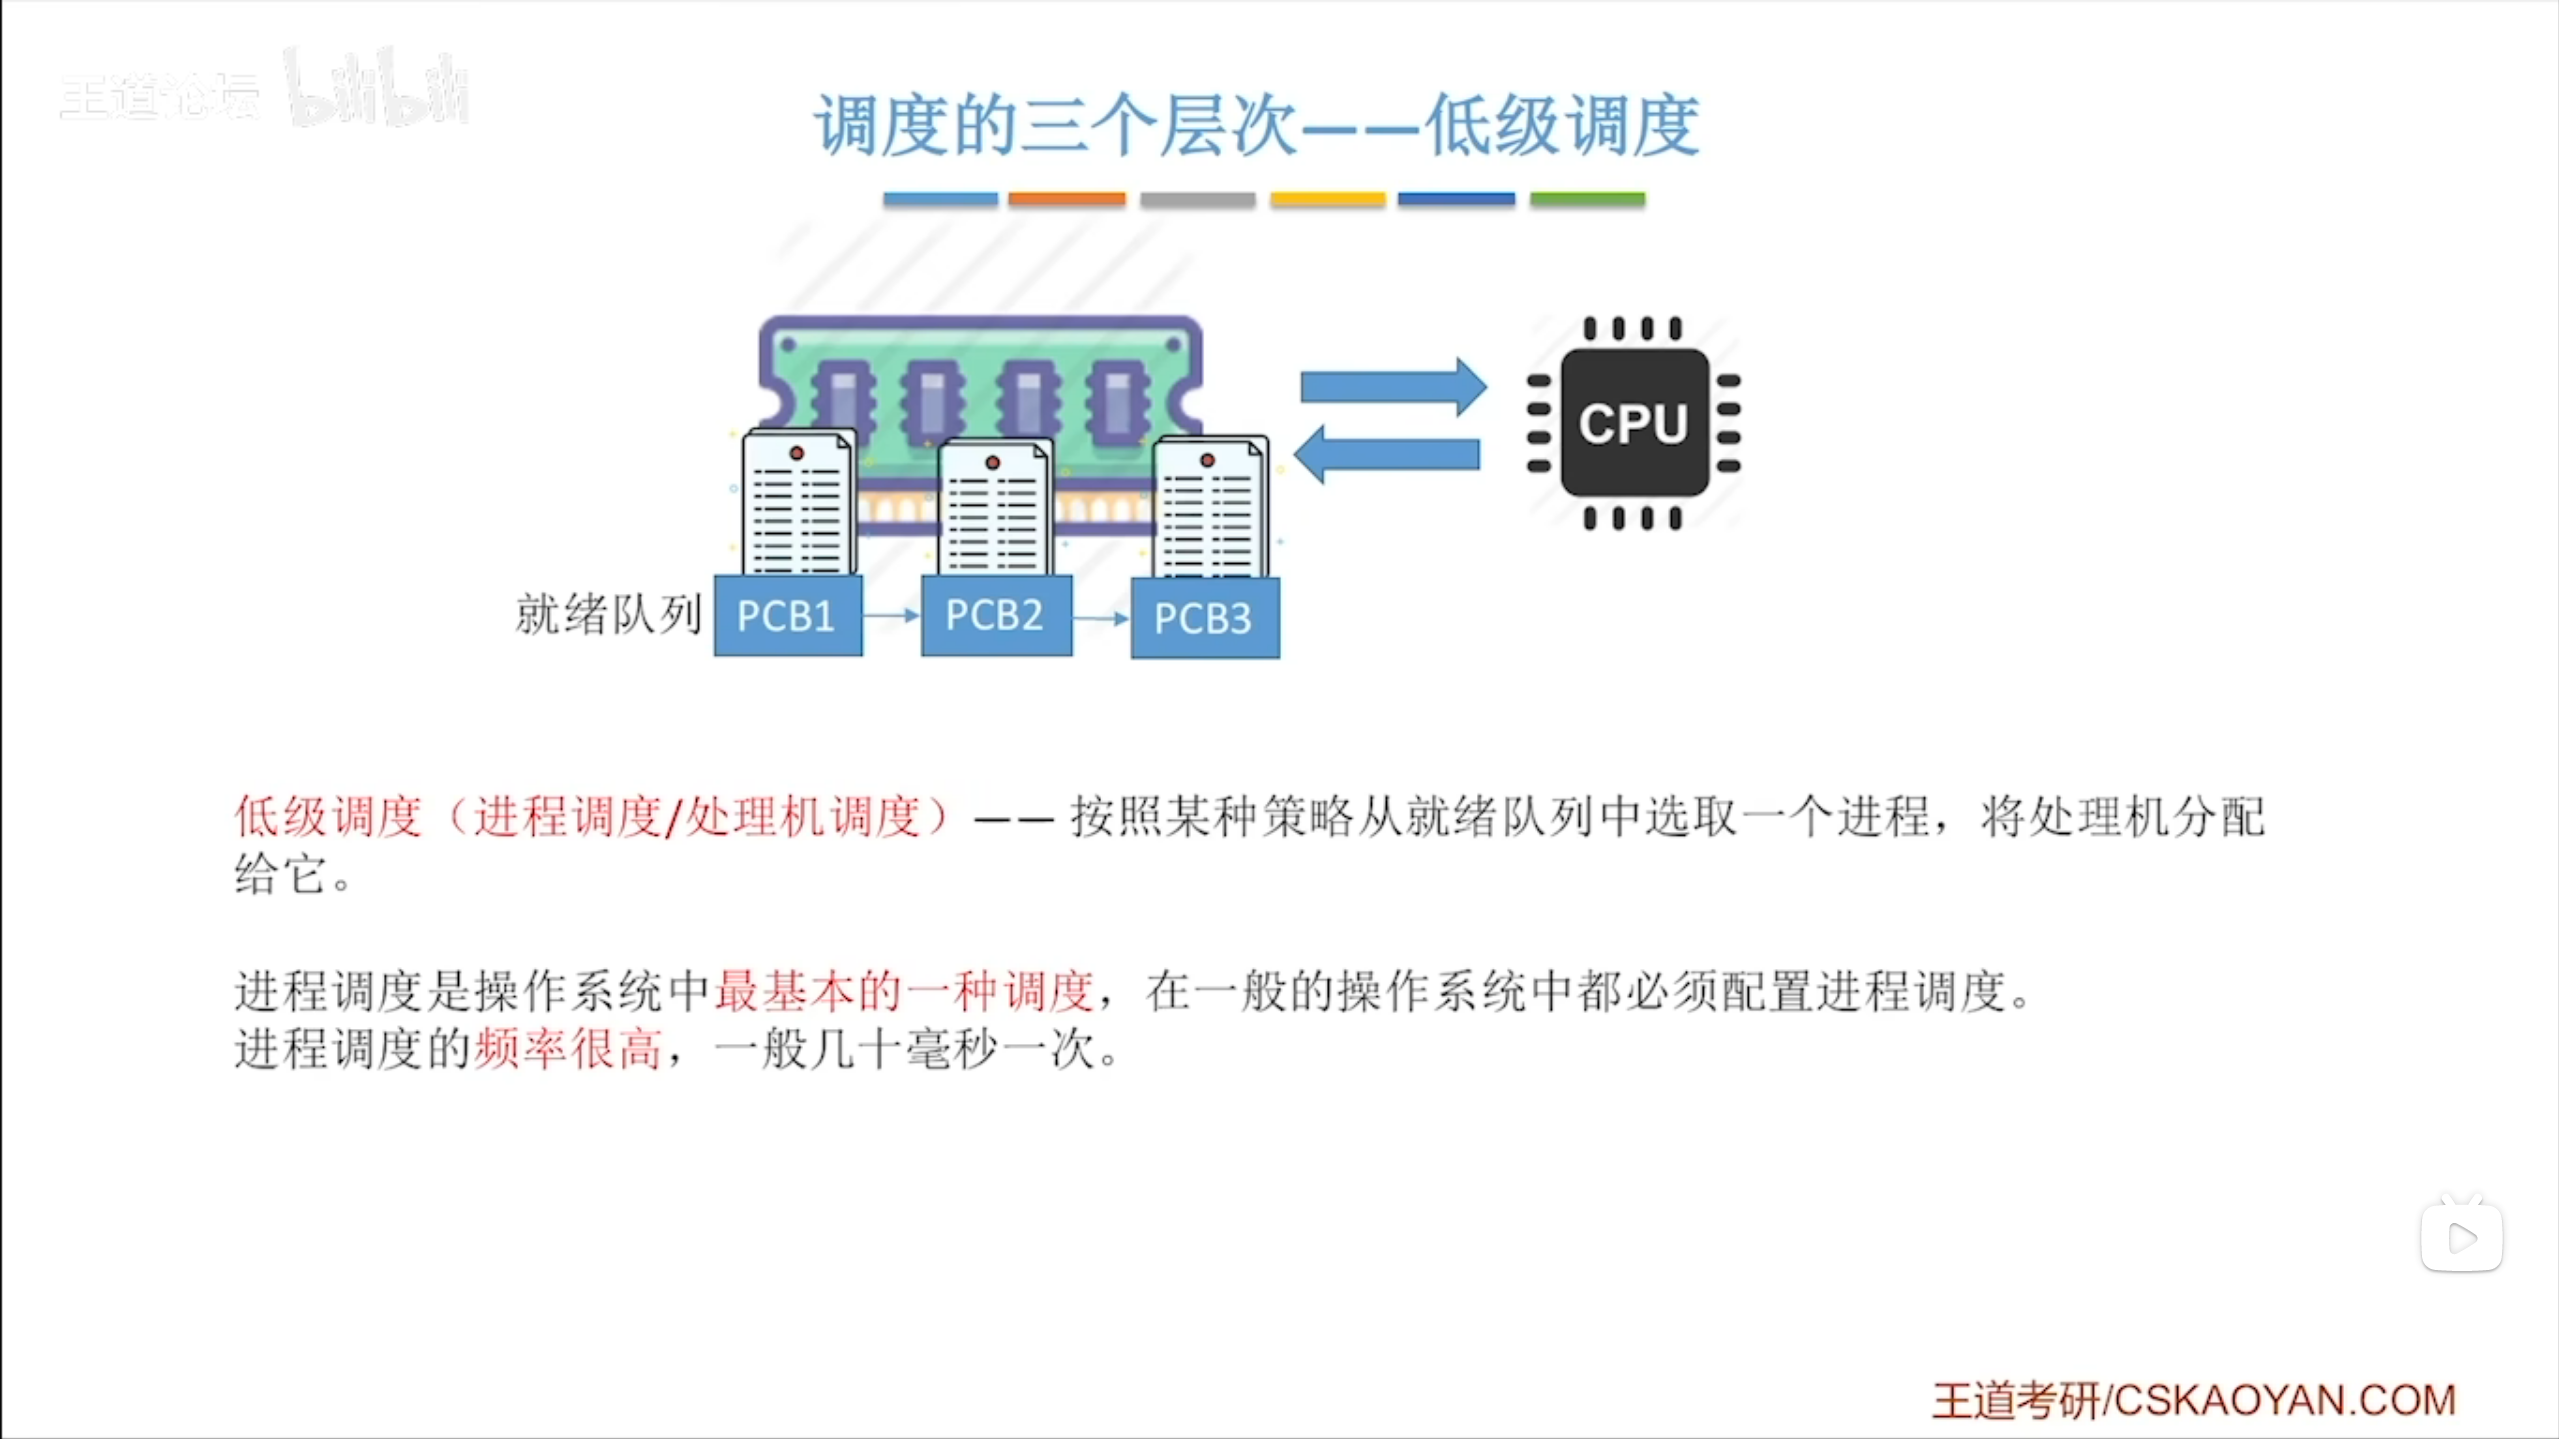 王道论坛 bilibili
调度的三个层次——低级调度
CPU
就绪队列 PCB1 PCB2 PCB3
低级调度（进程调度/处理机调度）—— 按照某种策略从就绪队列中选取一个进程，将处理机分配
给它。
进程调度是操作系统中最基本的一种调度，在一般的操作系统中都必须配置进程调度。
进程调度的频率很高，一般几十毫秒一次。
王道考研/CSKAOYAN.COM